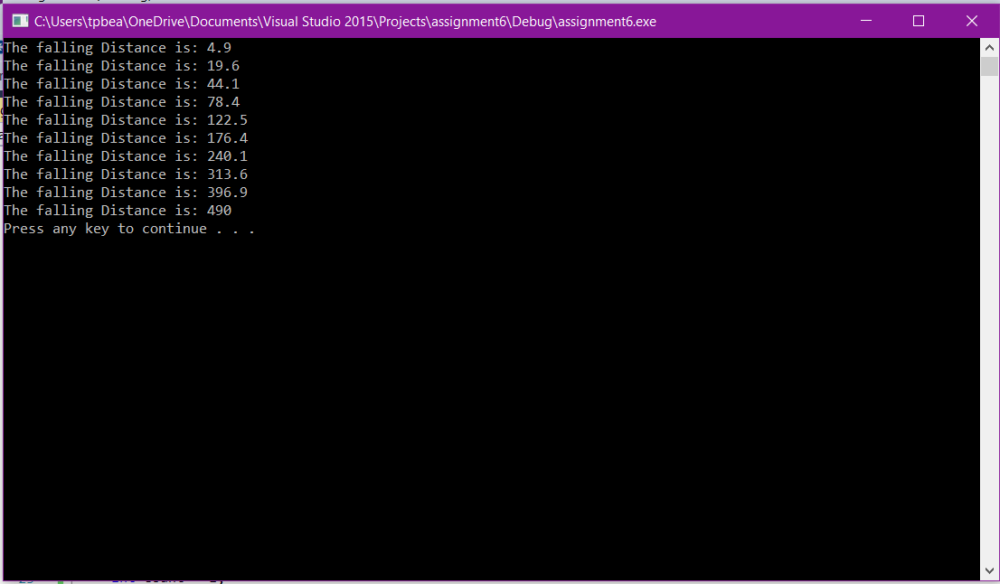 C:\Users\tpbea\OneDrive\Documents\Visual Studio 2015\Projects\assignment6\Debug\assignment6.exe
The falling Distance is: 4.9
The falling Distance is: 19.6
The falling Distance is: 44.1
The falling Distance is: 78.4
The falling Distance is: 122.5
The falling Distance is: 176.4
The falling Distance is: 240.1
The falling Distance is: 313.6
The falling Distance is: 396.9
The falling Distance is: 490
Press any key to continue . . .